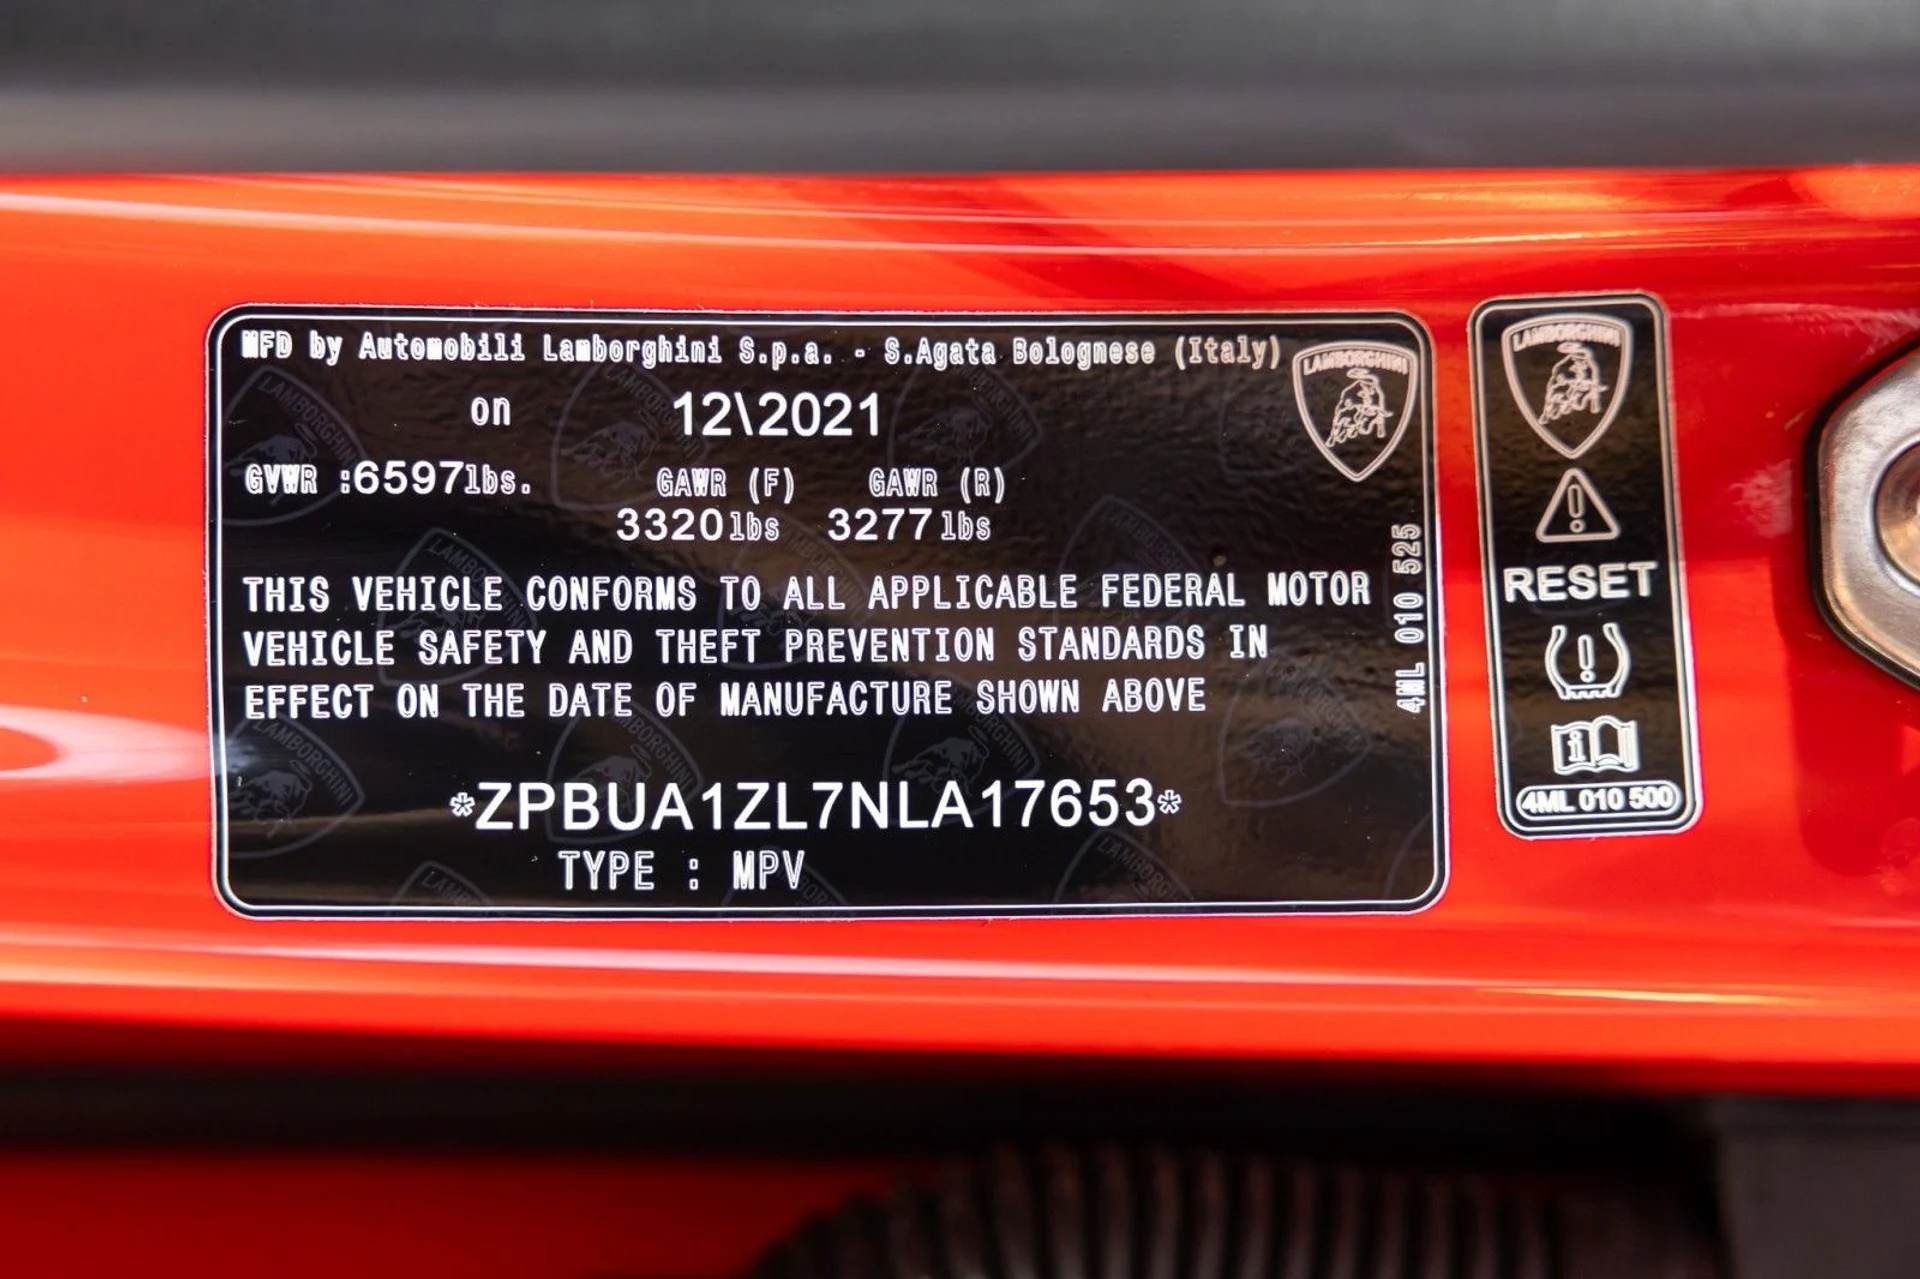 MFD by Automobili Lamborghini S.p.a. - S.Agata Bolognese (Italy)
on 12\2021
GVWR :6597lbs. GAWR (F) GAWR (R)
3320lbs 3277lbs
THIS VEHICLE CONFORMS TO ALL APPLICABLE FEDERAL MOTOR
VEHICLE SAFETY AND THEFT PREVENTION STANDARDS IN
EFFECT ON THE DATE OF MANUFACTURE SHOWN ABOVE
*ZPBUA1ZL7NLA17653*
TYPE : MPV
LAMBORGHINI
4ML 010 525
LAMBORGHINI
RESET
4ML 010 500